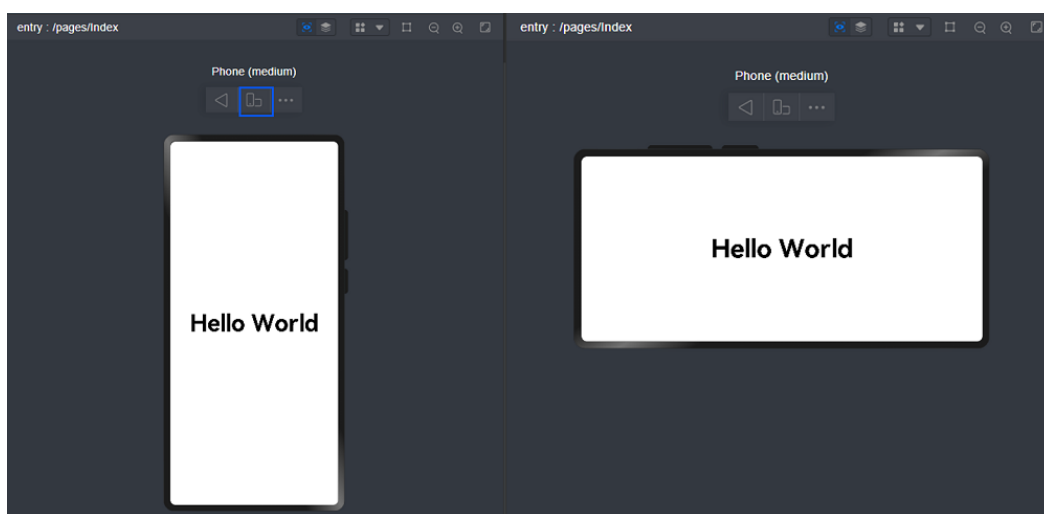 entry : /pages/Index
Phone (medium)
Hello World
entry : /pages/Index
Phone (medium)
Hello World